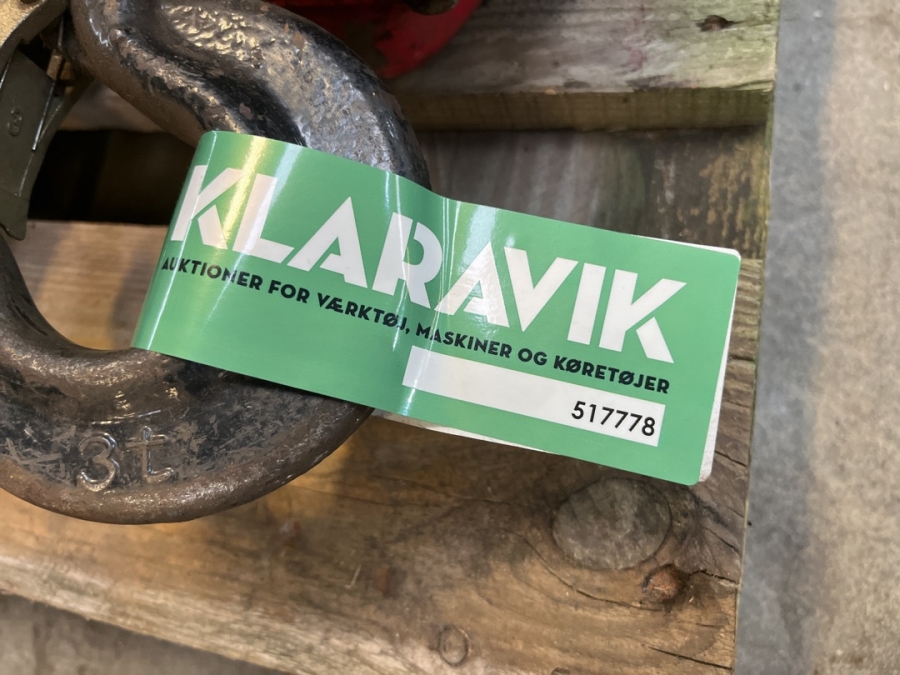 KLARAVIK
AUKTIONER FOR VÆRKTØJ, MASKINER OG KØRETØJER
517778
3t